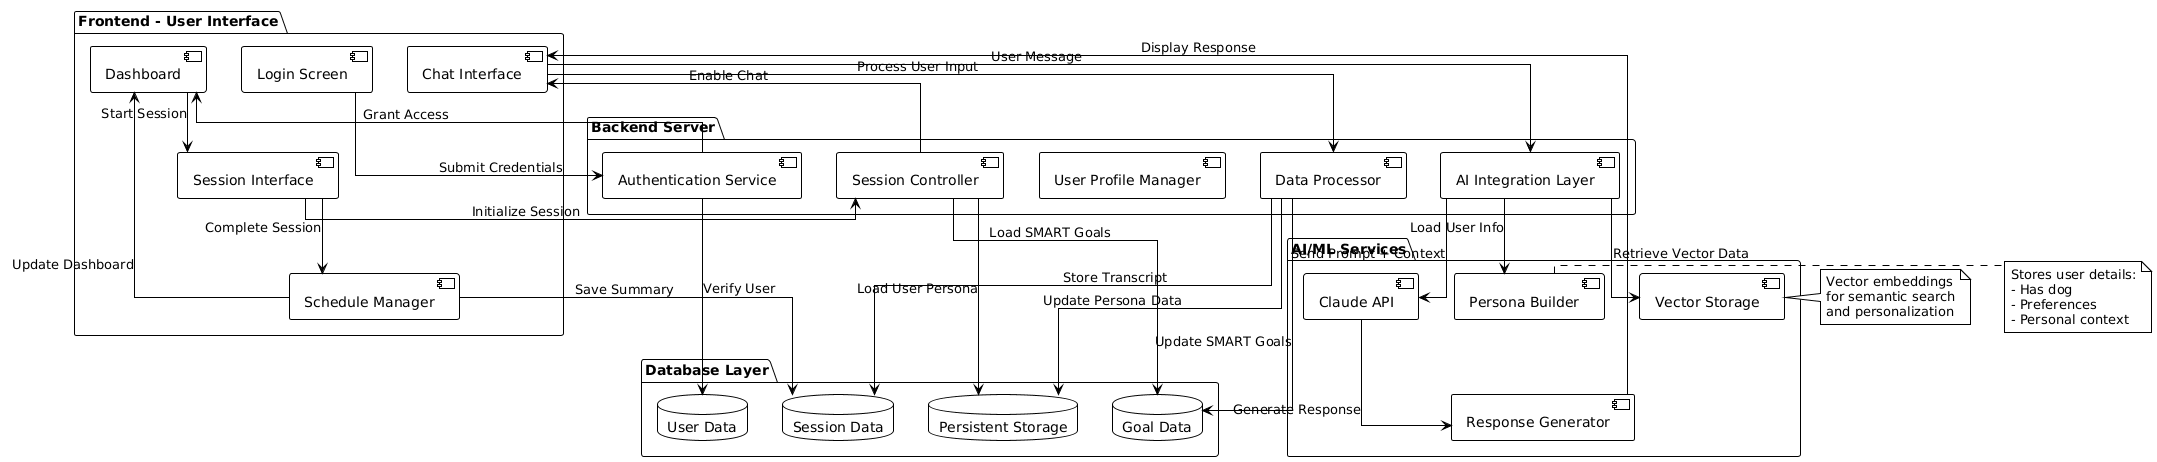 Frontend - User Interface
Dashboard
Login Screen
Chat Interface
Display Response
User Message
Process User Input
Enable Chat
Start Session
Grant Access
Backend Server
Session Interface
Submit Credentials
Authentication Service
Session Controller
User Profile Manager
Data Processor
AI Integration Layer
Initialize Session
Complete Session
Load SMART Goals
Load User Info
AI/ML Services
Send Prompt + Context
Retrieve Vector Data
Update Dashboard
Schedule Manager
Save Summary
Verify User
Load User Persona
Store Transcript
Update Persona Data
Claude API
Persona Builder
Vector Storage
Vector embeddings
for semantic search
and personalization
Stores user details:
- Has dog
- Preferences
- Personal context
Update SMART Goals
Database Layer
User Data
Session Data
Persistent Storage
Goal Data
Generate Response
Response Generator